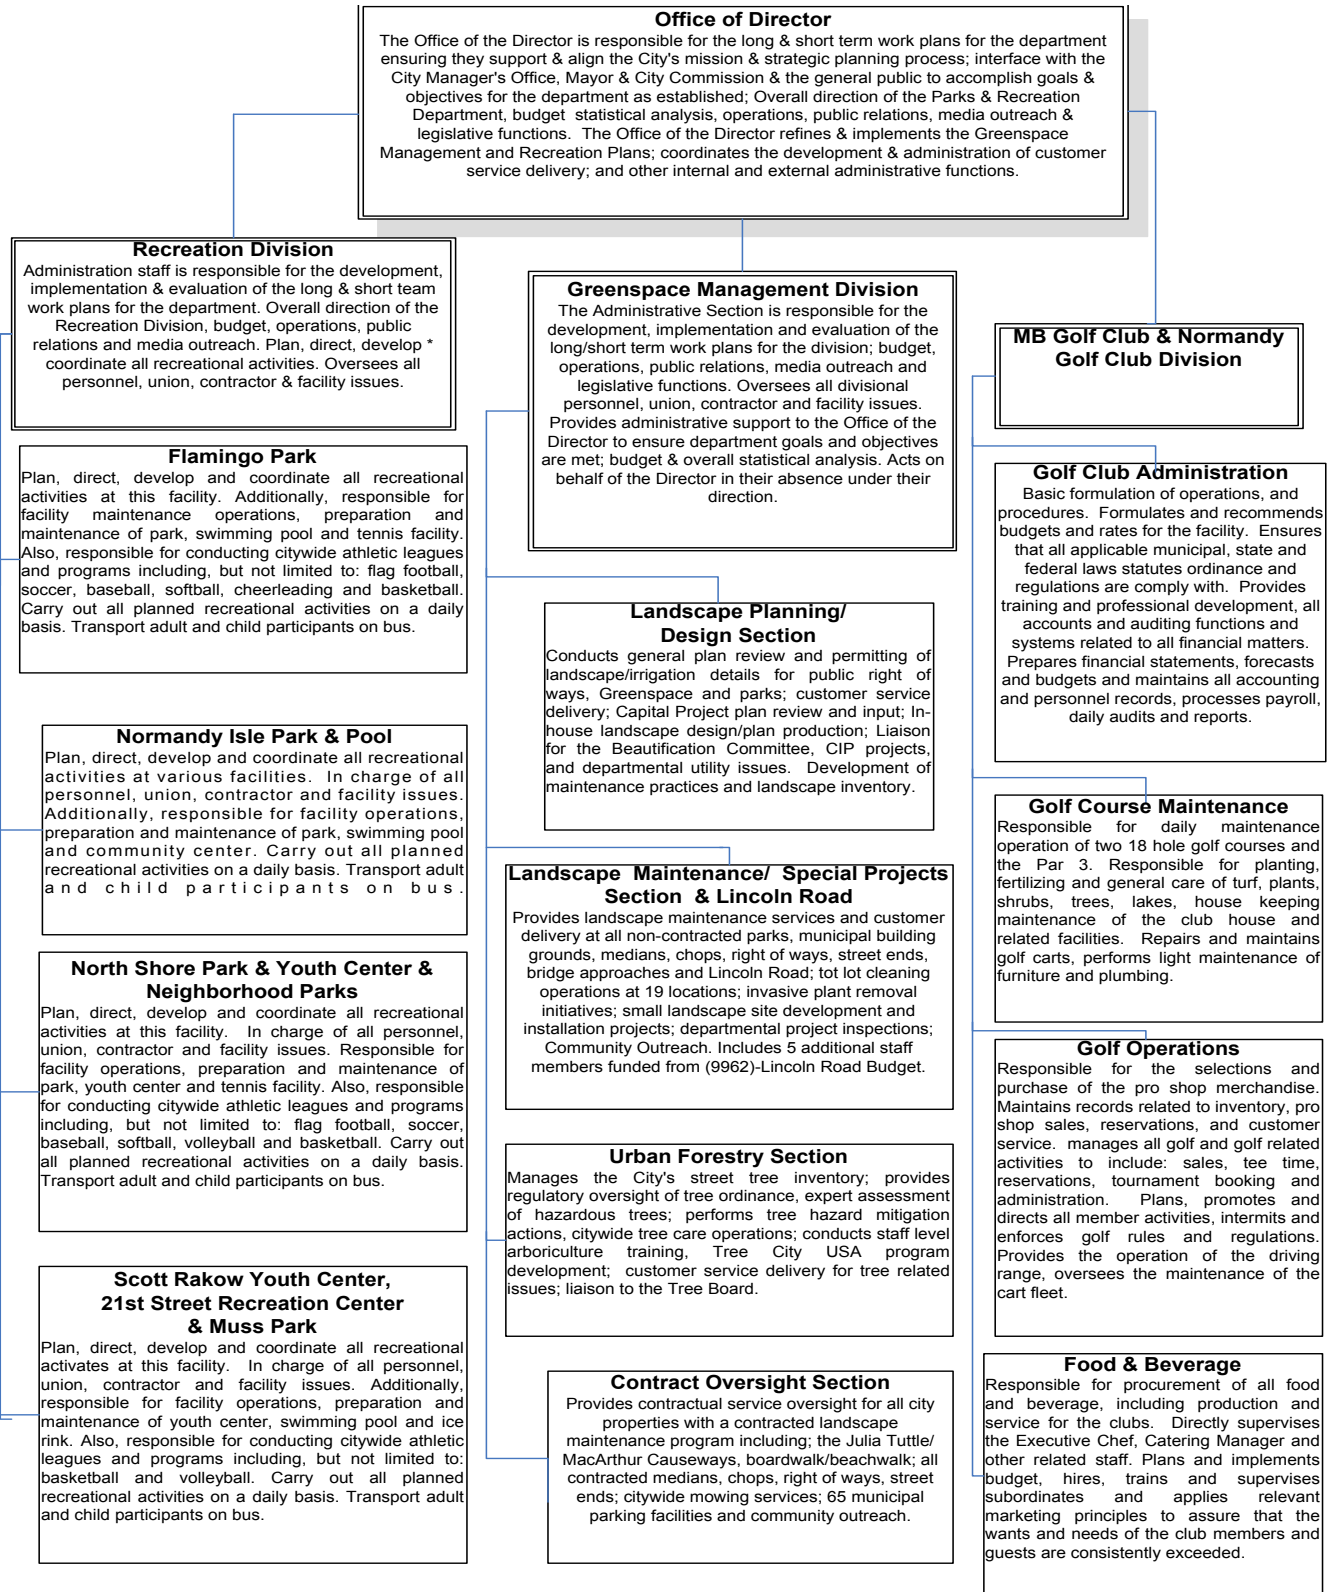 Office of Director
The Office of the Director is responsible for the long & short term work plans for the department
ensuring they support & align the City's mission & strategic planning process; interface with the
City Manager's Office, Mayor & City Commission & the general public to accomplish goals &
objectives for the department as established; Overall direction of the Parks & Recreation
Department, budget statistical analysis, operations, public relations, media outreach &
legislative functions. The Office of the Director refines & implements the Greenspace
Management and Recreation Plans; coordinates the development & administration of customer
service delivery; and other internal and external administrative functions.
Recreation Division
Administration staff is responsible for the development,
implementation & evaluation of the long & short team
work plans for the department. Overall direction of the
Recreation Division, budget, operations, public
relations and media outreach. Plan, direct, develop *
coordinate all recreational activities. Oversees all
personnel, union, contractor & facility issues.
Flamingo Park
Plan, direct, develop and coordinate all recreational
activities at this facility. Additionally, responsible for
facility maintenance operations, preparation and
maintenance of park, swimming pool and tennis facility.
Also, responsible for conducting citywide athletic leagues
and programs including, but not limited to: flag football,
soccer, baseball, softball, cheerleading and basketball.
Carry out all planned recreational activities on a daily
basis. Transport adult and child participants on bus.
Normandy Isle Park & Pool
Plan, direct, develop and coordinate all recreational
activities at various facilities. In charge of all
personnel, union, contractor and facility issues.
Additionally, responsible for facility operations,
preparation and maintenance of park, swimming pool
and community center. Carry out all planned
recreational activities on a daily basis. Transport adult
and child participants on bus.
North Shore Park & Youth Center &
Neighborhood Parks
Plan, direct, develop and coordinate all recreational
activities at this facility. In charge of all personnel,
union, contractor and facility issues. Responsible for
facility operations, preparation and maintenance of
park, youth center and tennis facility. Also, responsible
for conducting citywide athletic leagues and programs
including, but not limited to: flag football, soccer,
baseball, softball, volleyball and basketball. Carry out
all planned recreational activities on a daily basis.
Transport adult and child participants on bus.
Scott Rakow Youth Center,
21st Street Recreation Center
& Muss Park
Plan, direct, develop and coordinate all recreational
activates at this facility. In charge of all personnel,
union, contractor and facility issues. Additionally,
responsible for facility operations, preparation and
maintenance of youth center, swimming pool and ice
rink. Also, responsible for conducting citywide athletic
leagues and programs including, but not limited to:
basketball and volleyball. Carry out all planned
recreational activities on a daily basis. Transport adult
and child participants on bus.
Greenspace Management Division
The Administrative Section is responsible for the
development, implementation and evaluation of the
long/short term work plans for the division; budget,
operations, public relations, media outreach and
legislative functions. Oversees all divisional
personnel, union, contractor and facility issues.
Provides administrative support to the Office of the
Director to ensure department goals and objectives
are met; budget & overall statistical analysis. Acts on
behalf of the Director in their absence under their
direction.
Landscape Planning/
Design Section
Conducts general plan review and permitting of
landscape/irrigation details for public right of
ways, Greenspace and parks; customer service
delivery; Capital Project plan review and input; In-
house landscape design/plan production; Liaison
for the Beautification Committee, CIP projects,
and departmental utility issues. Development of
maintenance practices and landscape inventory.
Landscape Maintenance/ Special Projects
Section & Lincoln Road
Provides landscape maintenance services and customer
delivery at all non-contracted parks, municipal building
grounds, medians, chops, right of ways, street ends,
bridge approaches and Lincoln Road; tot lot cleaning
operations at 19 locations; invasive plant removal
initiatives; small landscape site development and
installation projects; departmental project inspections;
Community Outreach. Includes 5 additional staff
members funded from (9962)-Lincoln Road Budget.
Urban Forestry Section
Manages the City's street tree inventory; provides
regulatory oversight of tree ordinance, expert assessment
of hazardous trees; performs tree hazard mitigation
actions, citywide tree care operations; conducts staff level
arboriculture training, Tree City USA program
development; customer service delivery for tree related
issues; liaison to the Tree Board.
Contract Oversight Section
Provides contractual service oversight for all city
properties with a contracted landscape
maintenance program including; the Julia Tuttle/
MacArthur Causeways, boardwalk/beachwalk; all
contracted medians, chops, right of ways, street
ends; citywide mowing services; 65 municipal
parking facilities and community outreach.
MB Golf Club & Normandy
Golf Club Division
Golf Club Administration
Basic formulation of operations, and
procedures. Formulates and recommends
budgets and rates for the facility. Ensures
that all applicable municipal, state and
federal laws statutes ordinance and
regulations are comply with. Provides
training and professional development, all
accounts and auditing functions and
systems related to all financial matters.
Prepares financial statements, forecasts
and budgets and maintains all accounting
and personnel records, processes payroll,
daily audits and reports.
Golf Course Maintenance
Responsible for daily maintenance
operation of two 18 hole golf courses and
the Par 3. Responsible for planting,
fertilizing and general care of turf, plants,
shrubs, trees, lakes, house keeping
maintenance of the club house and
related facilities. Repairs and maintains
golf carts, performs light maintenance of
furniture and plumbing.
Golf Operations
Responsible for the selections and
purchase of the pro shop merchandise.
Maintains records related to inventory, pro
shop sales, reservations, and customer
service. manages all golf and golf related
activities to include: sales, tee time,
reservations, tournament booking and
administration. Plans, promotes and
directs all member activities, intermits and
enforces golf rules and regulations.
Provides the operation of the driving
range, oversees the maintenance of the
cart fleet.
Food & Beverage
Responsible for procurement of all food
and beverage, including production and
service for the clubs. Directly supervises
the Executive Chef, Catering Manager and
other related staff. Plans and implements
budget, hires, trains and supervises
subordinates and applies relevant
marketing principles to assure that the
wants and needs of the club members and
guests are consistently exceeded.